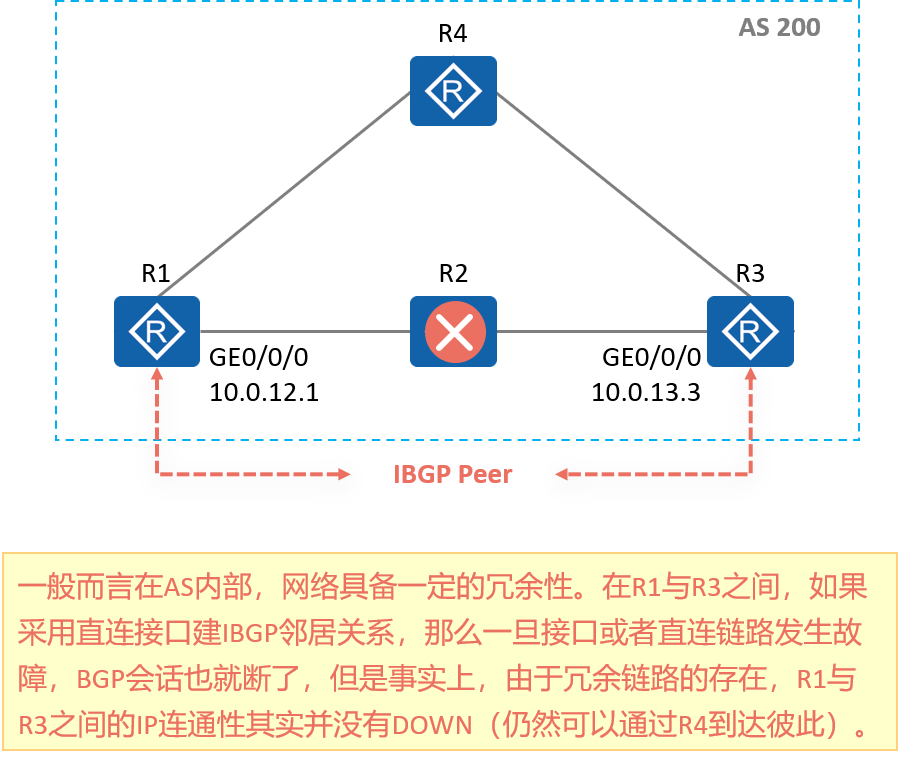 AS 200
R4
R
R1
R2
R3
R
R
GE0/0/0
10.0.12.1
GE0/0/0
10.0.13.3
IBGP Peer
一般而言在AS内部，网络具备一定的冗余性。在R1与R3之间，如果
采用直连接口建IBGP邻居关系，那么一旦接口或者直连链路发生故
障，BGP会话也就断了，但是事实上，由于冗余链路的存在，R1与
R3之间的IP连通性其实并没有DOWN（仍然可以通过R4到达彼此）。